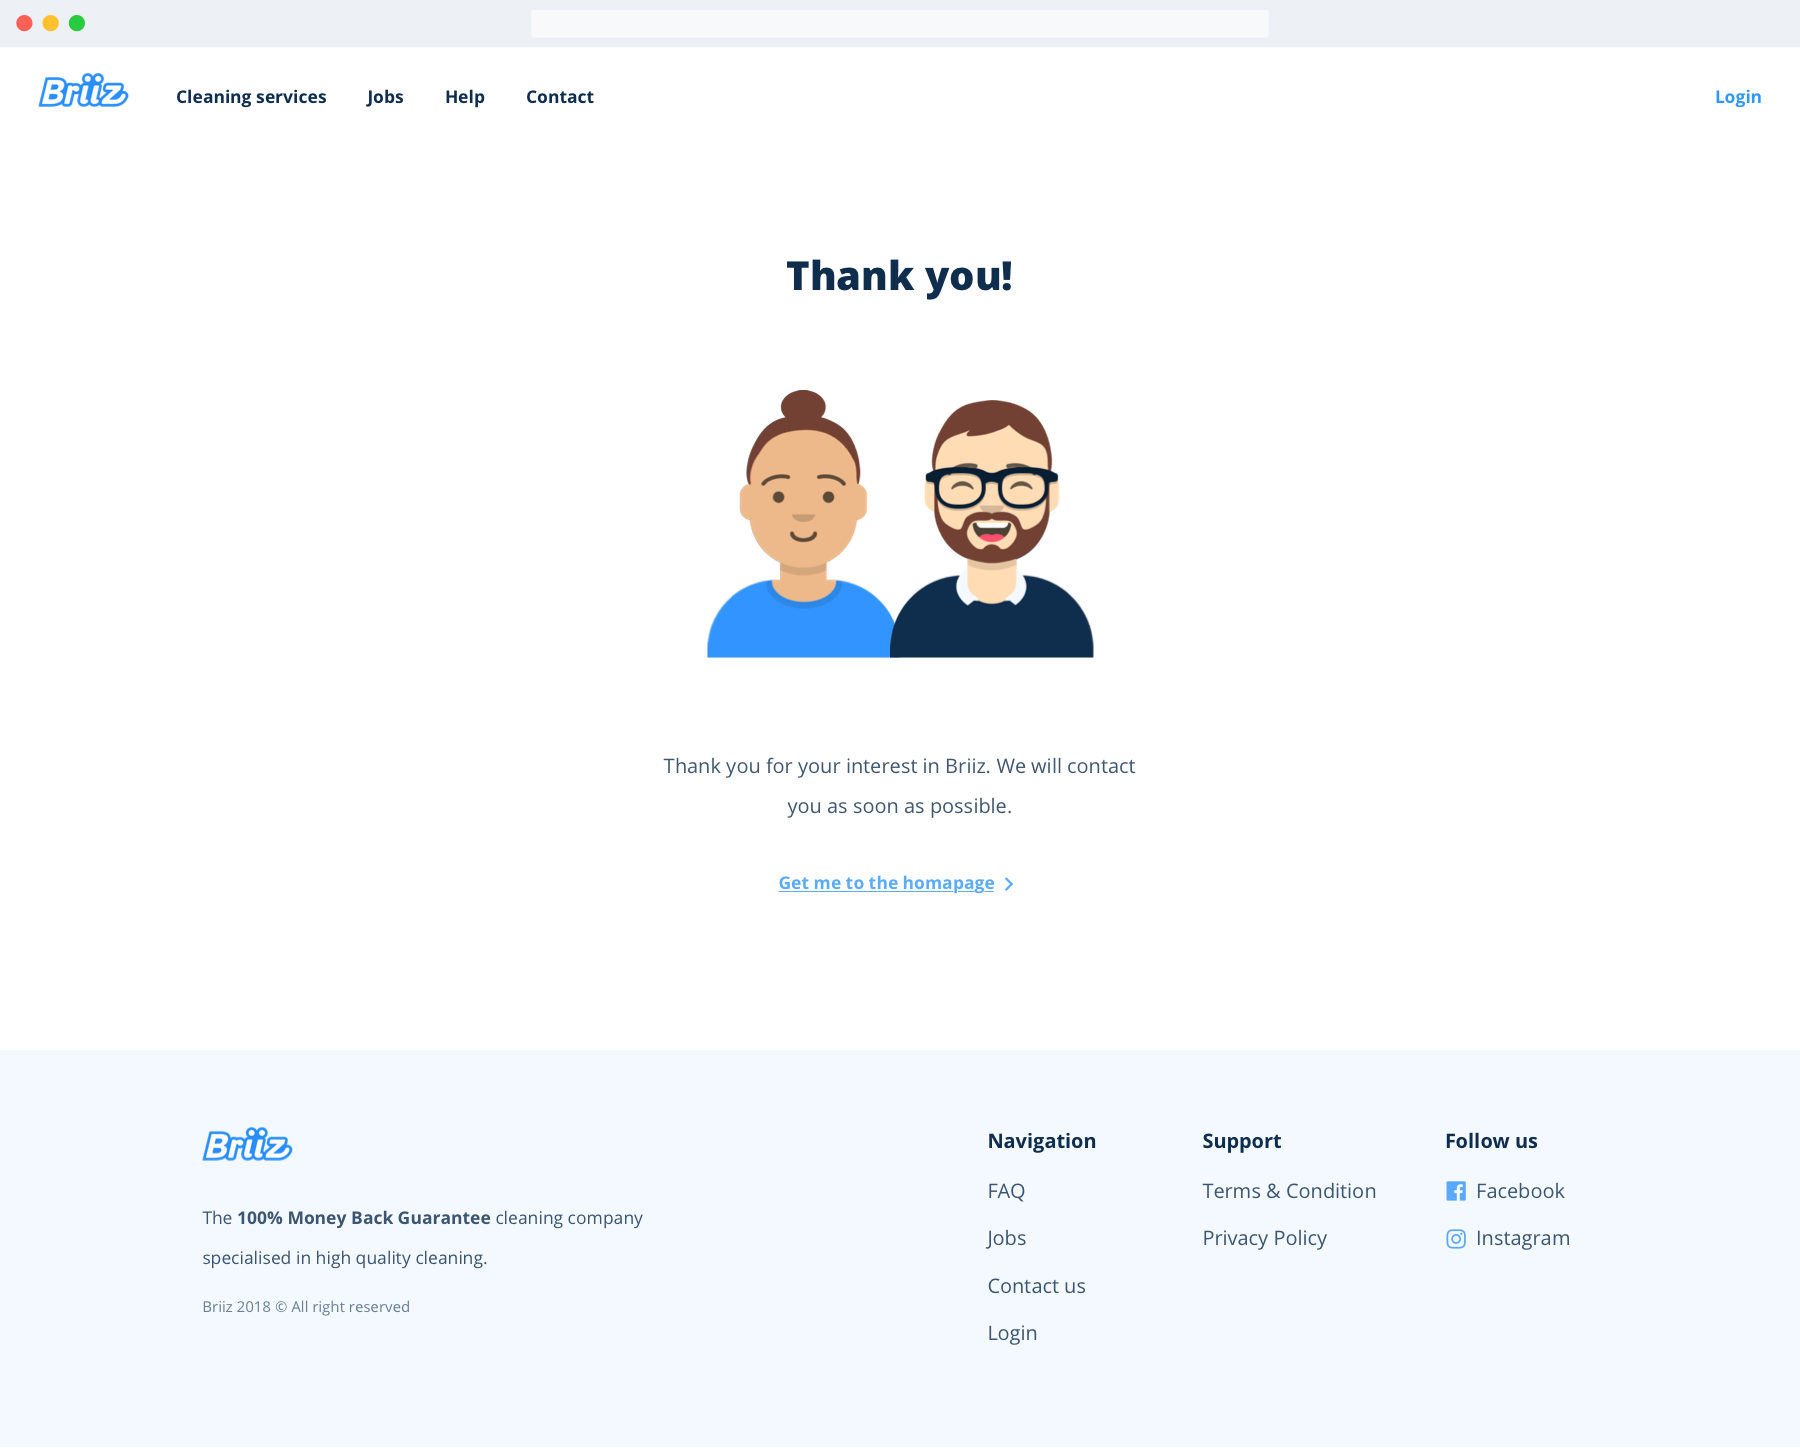 Briiz Cleaning services Jobs Help Contact Login
Thank you!
Thank you for your interest in Briiz. We will contact
you as soon as possible.
Get me to the homapage
Briiz
The 100% Money Back Guarantee cleaning company
specialised in high quality cleaning.
Briiz 2018 © All right reserved
Navigation
FAQ
Jobs
Contact us
Login
Support
Terms & Condition
Privacy Policy
Follow us
Facebook
Instagram